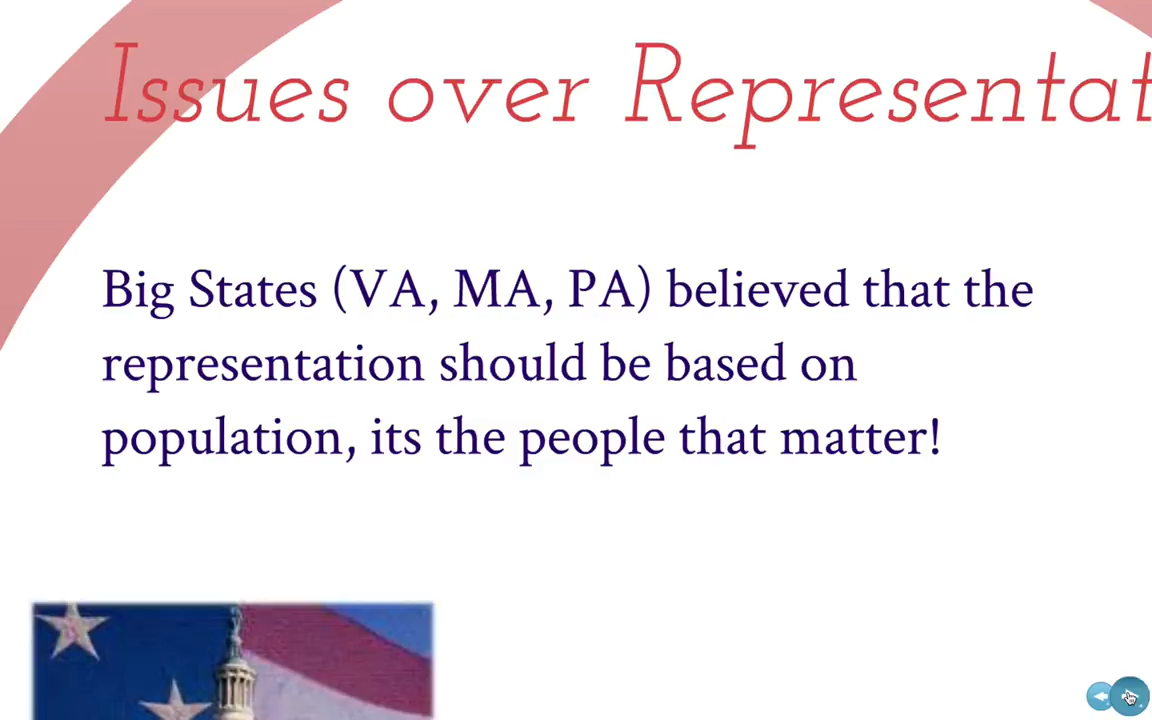 Issues over Representat
Big States (VA, MA, PA) believed that the
representation should be based on
population, its the people that matter!